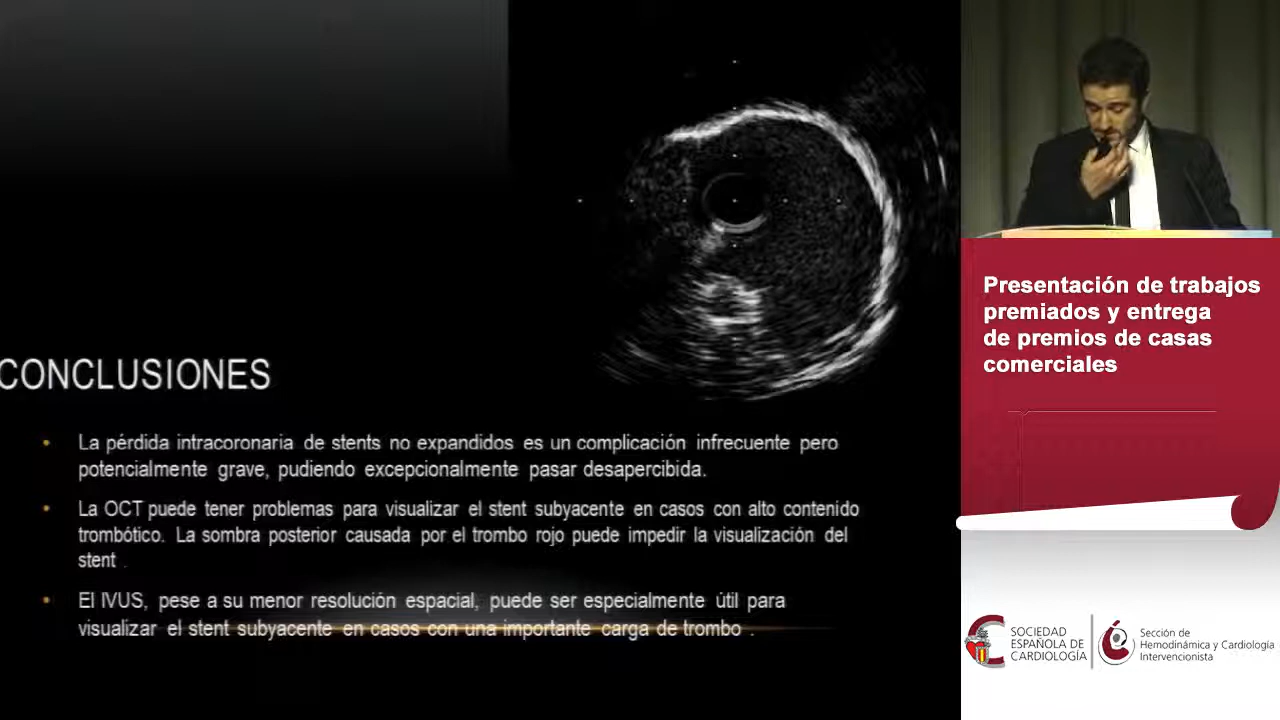 CONCLUSIONES
• La pérdida intracoronaria de stents no expandidos es un complicación infrecuente pero
potencialmente grave, pudiendo excepcionalmente pasar desapercibida.
• La OCT puede tener problemas para visualizar el stent subyacente en casos con alto contenido
trombótico. La sombra posterior causada por el trombo rojo puede impedir la visualización del
stent .
• El IVUS, pese a su menor resolución espacial, puede ser especialmente útil para
visualizar el stent subyacente en casos con una importante carga de trombo .
Presentación de trabajos
premiados y entrega
de premios de casas
comerciales
SOCIEDAD
ESPAÑOLA DE
CARDIOLOGÍA
Sección de
Hemodinámica y Cardiología
Intervencionista